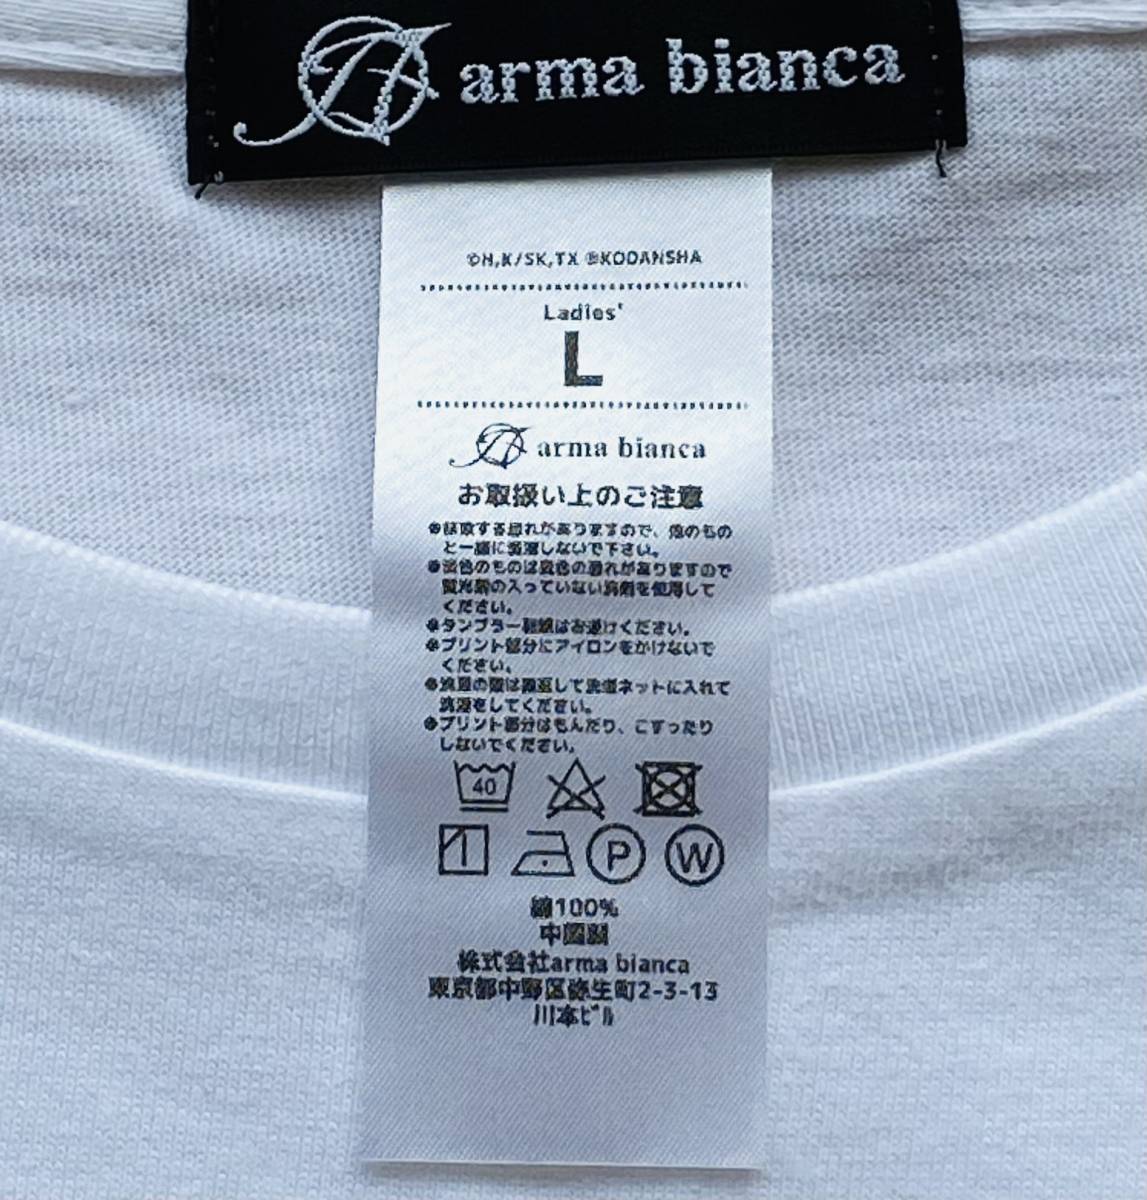 arma bianca
©H,K/SK,TX ®KODANSHA
Ladies'
L
arma bianca
お取扱い上のご注意
する恐れがありますので、他のもの
と一緒に洗濯しないで下さい。
淡色のものは変色の恐れがありますので
蛍光剤の入っていない洗剤を使用して
ください。
タンブラー乾燥はお避けください。
プリント部分にアイロンをかけないで
ください。
洗濯の際は裏返して洗濯ネットに入れて
洗濯をしてください。
プリント部分はもんだり、こすったり
しないでください。
40
P W
綿100%
中国製
株式会社arma bianca
東京都中野区弥生町2-3-13
川本ビル